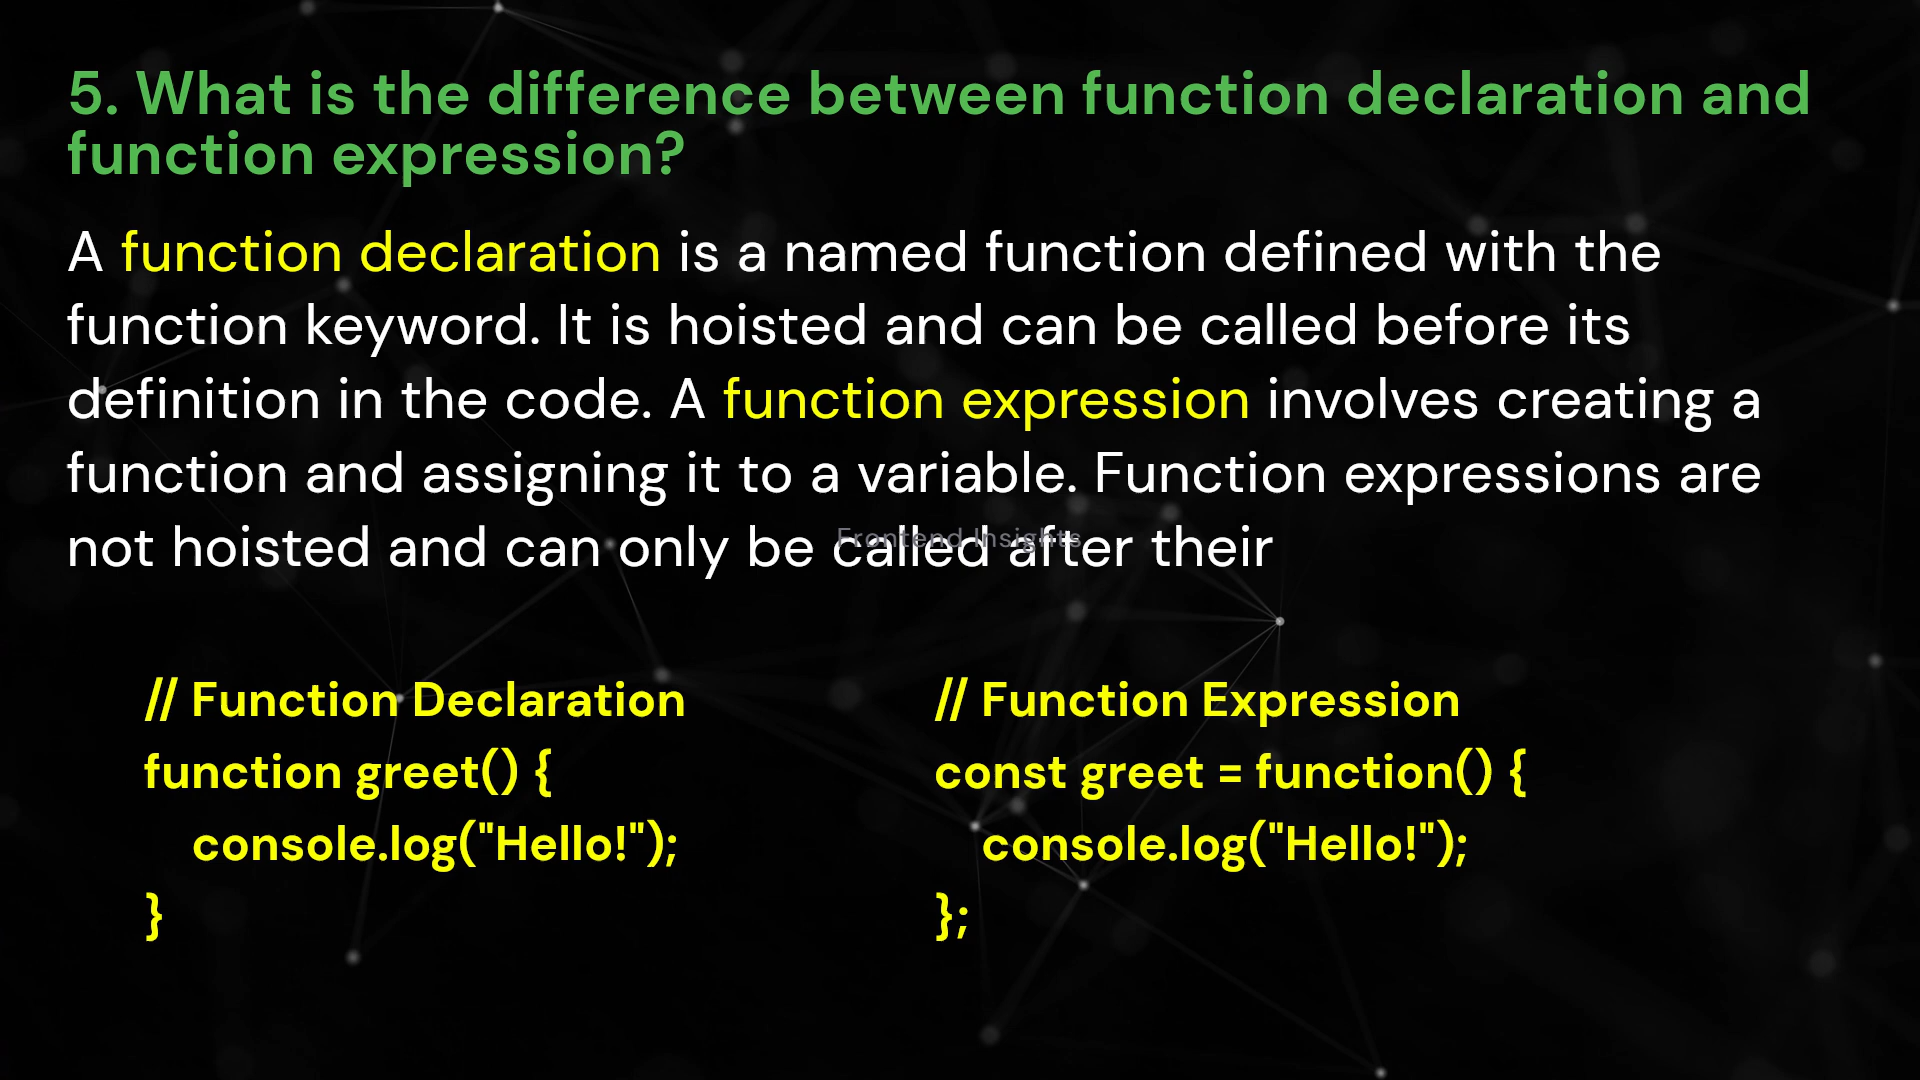 5. What is the difference between function declaration and
function expression?
A function declaration is a named function defined with the
function keyword. It is hoisted and can be called before its
definition in the code. A function expression involves creating a
function and assigning it to a variable. Function expressions are
not hoisted and can only be called after their
Frontend Insights
// Function Declaration
function greet() {
console.log("Hello!");
}
// Function Expression
const greet = function() {
console.log("Hello!");
};